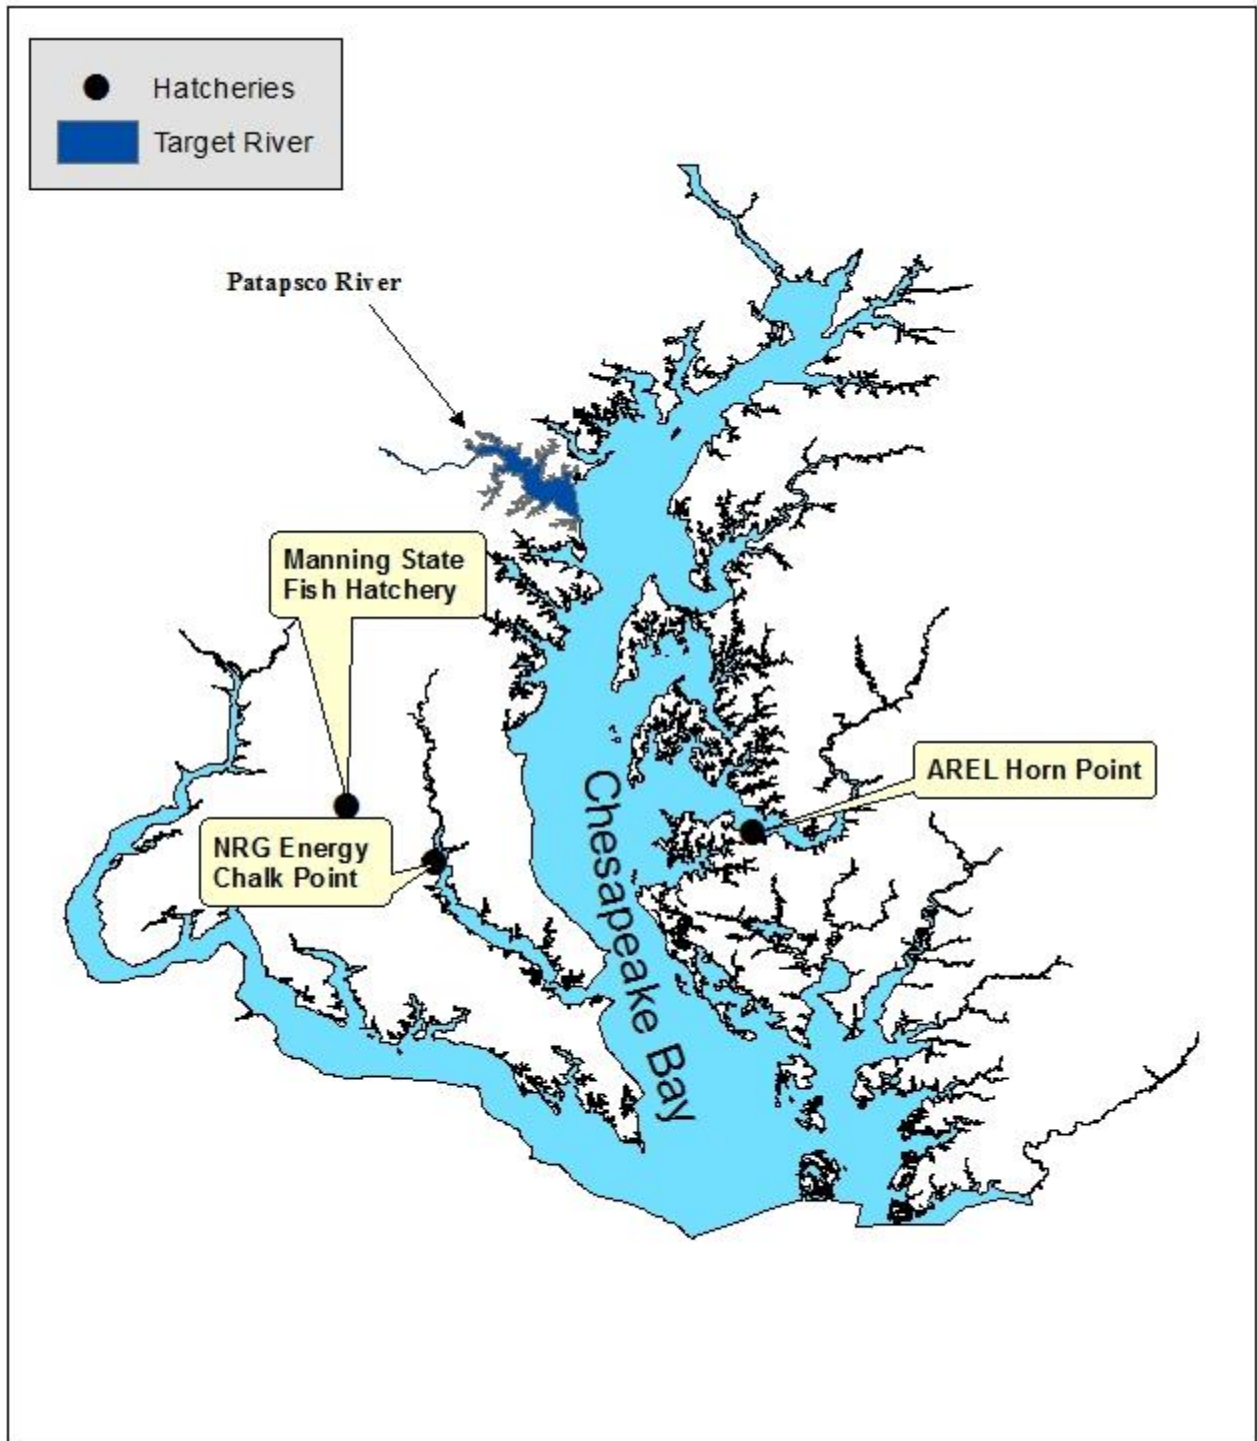 Hatcheries
Target River
Patapsco River
Manning State
Fish Hatchery
AREL Horn Point
NRG Energy
Chalk Point
Chesapeake Bay